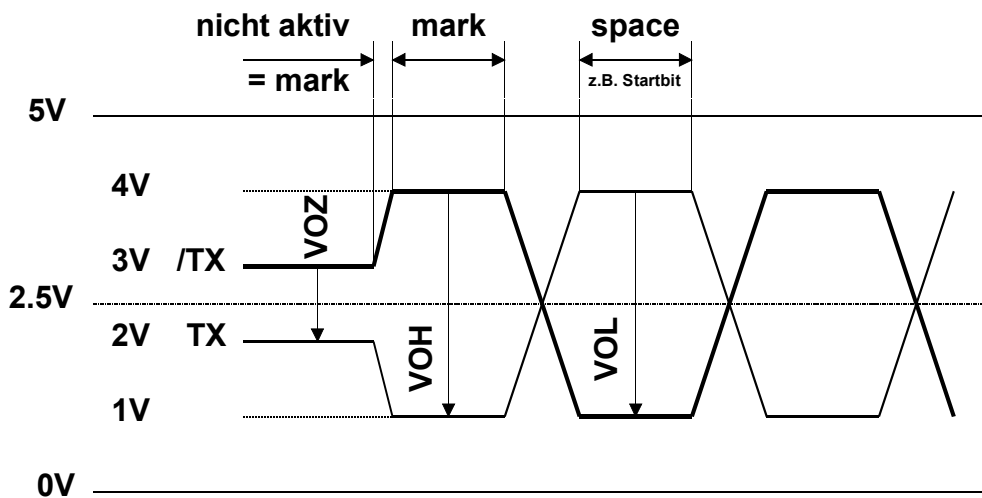 nicht aktiv mark space
= mark z.B. Startbit
5V
4V
VOZ
3V /TX
2.5V
2V TX
VOH VOL
1V
0V